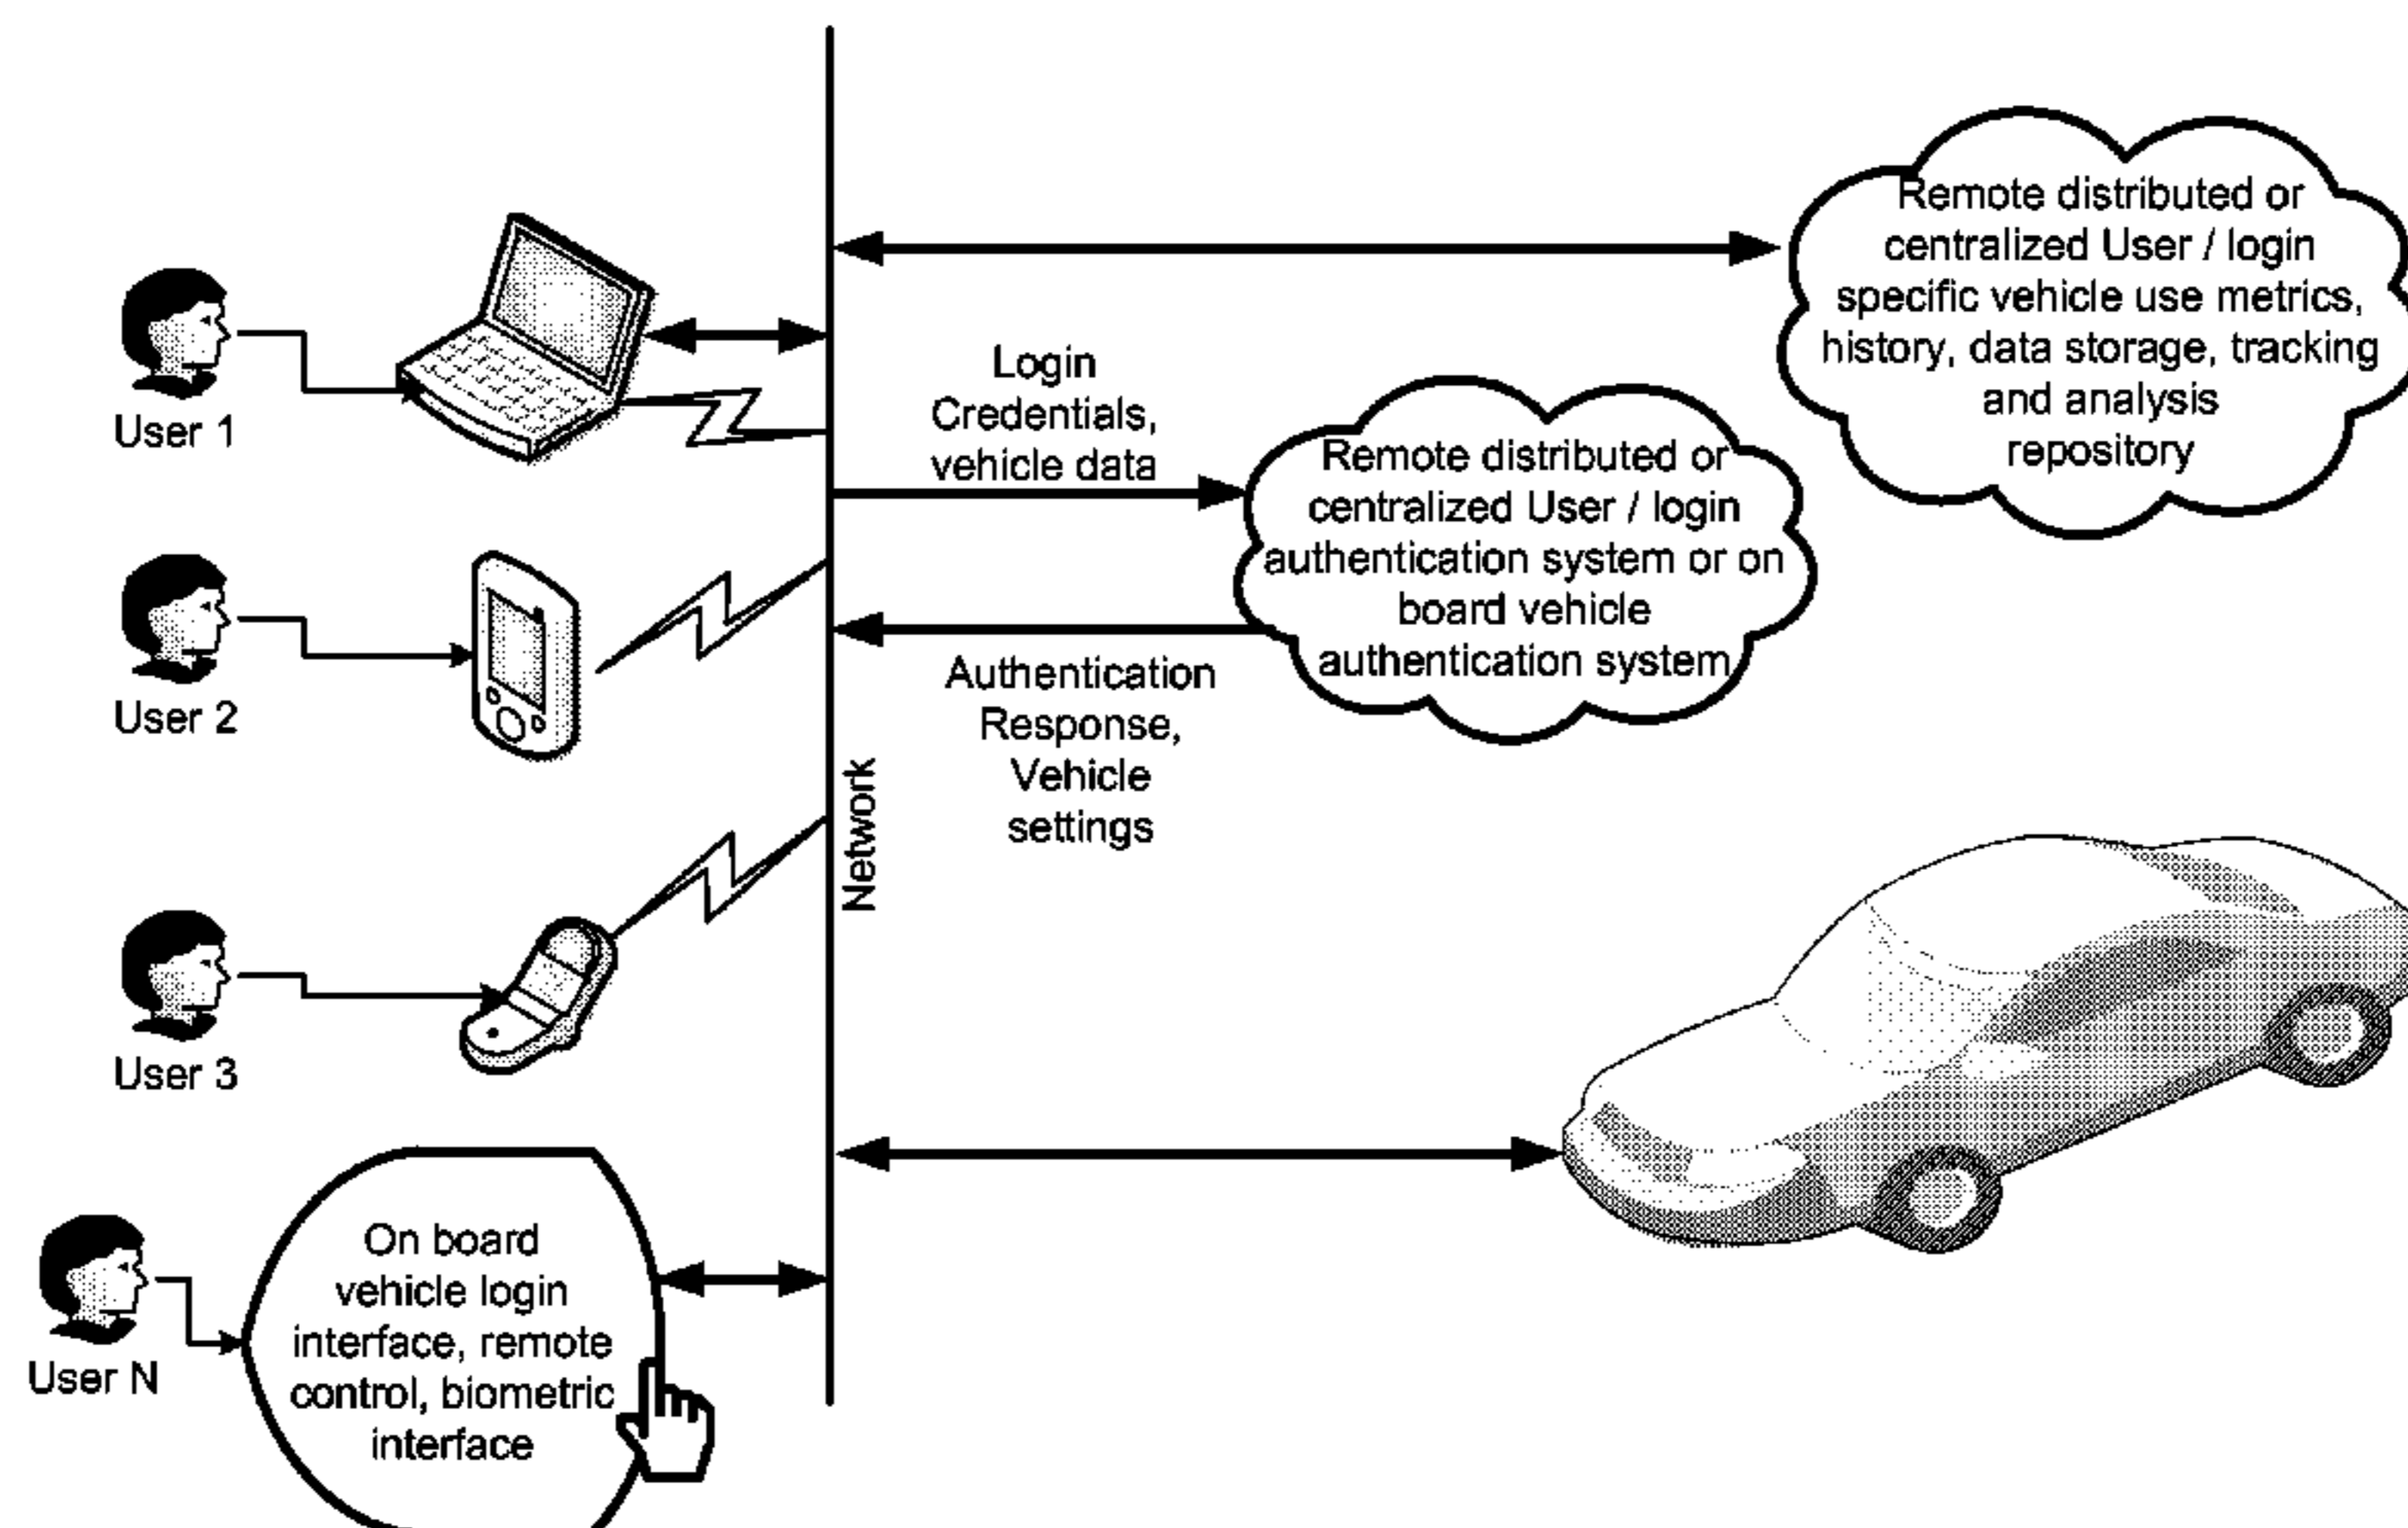 Remote distributed or
centralized User / login
specific vehicle use metrics,
history, data storage, tracking
and analysis
repository
User 1
Login
Credentials,
vehicle data
Remote distributed or
centralized User / login
authentication system or on
board vehicle
authentication system
User 2
Authentication
Response,
Vehicle
settings
Network
User 3
User N
On board
vehicle login
interface, remote
control, biometric
interface